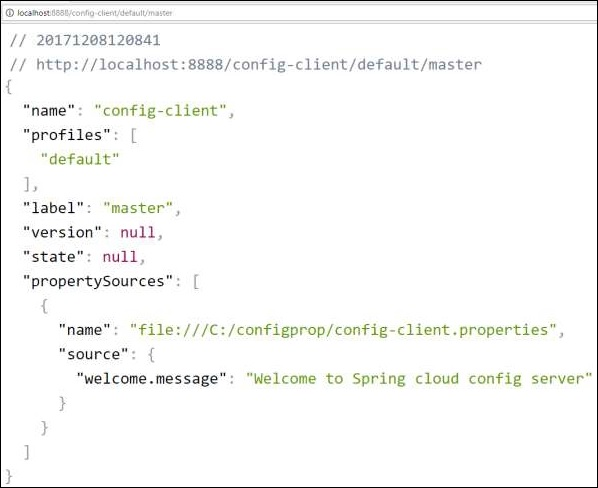 localhost:8888/config-client/default/master
// 20171208120841
// http://localhost:8888/config-client/default/master
{
  "name": "config-client",
  "profiles": [
    "default"
  ],
  "label": "master",
  "version": null,
  "state": null,
  "propertySources": [
    {
      "name": "file:///C:/configprop/config-client.properties",
      "source": {
        "welcome.message": "Welcome to Spring cloud config server"
      }
    }
  ]
}